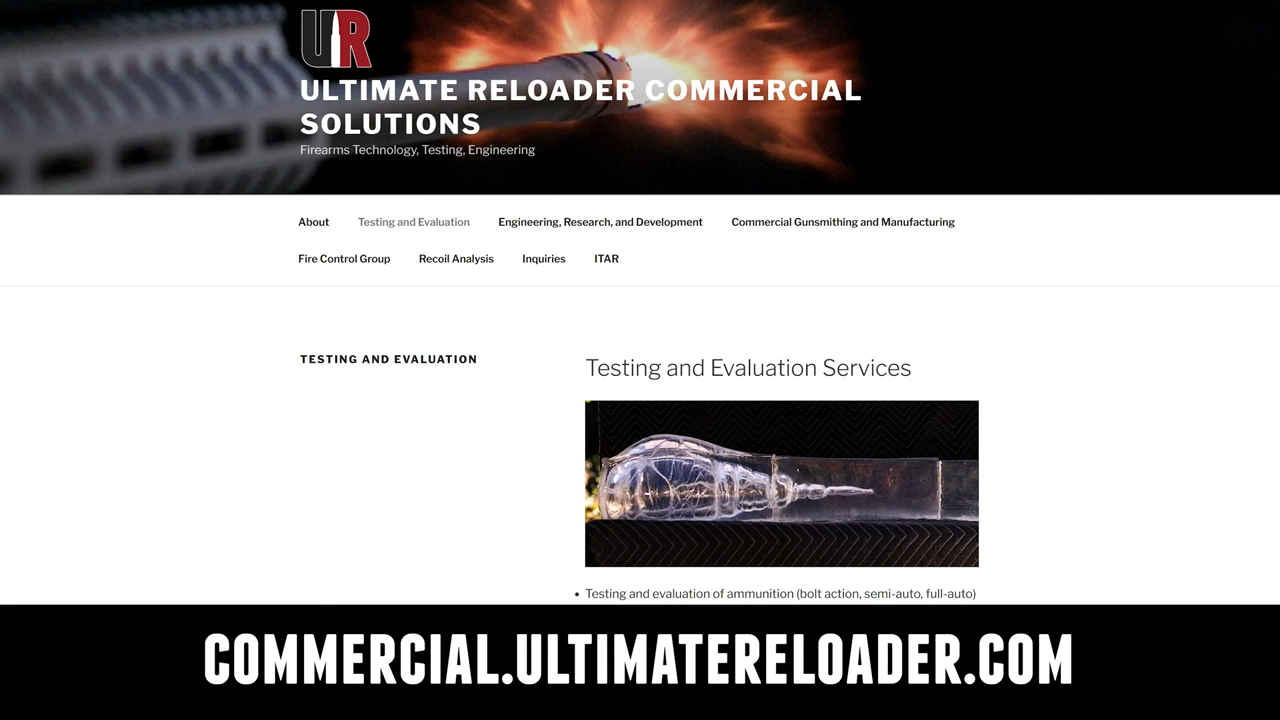 UR
ULTIMATE RELOADER COMMERCIAL
SOLUTIONS
Firearms Technology, Testing, Engineering
About Testing and Evaluation Engineering, Research, and Development Commercial Gunsmithing and Manufacturing
Fire Control Group Recoil Analysis Inquiries ITAR
TESTING AND EVALUATION
Testing and Evaluation Services
• Testing and evaluation of ammunition (bolt action, semi-auto, full-auto)
COMMERCIAL.ULTIMATERELOADER.COM